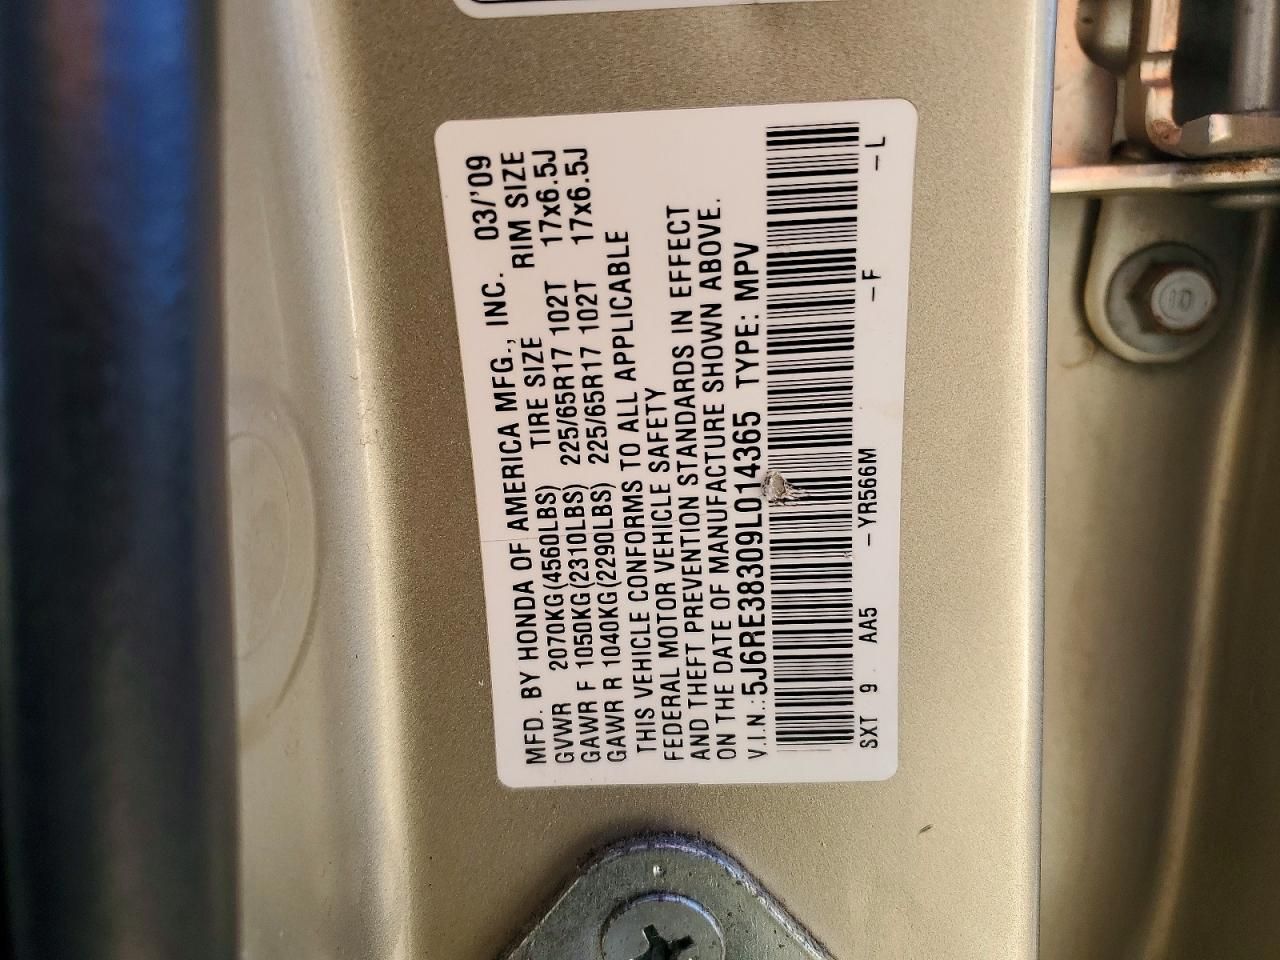 MFD. BY HONDA OF AMERICA MFG., INC. 03/'09
GVWR 2070KG(4560LBS) TIRE SIZE RIM SIZE
GAWR F 1050KG(2310LBS) 225/65R17 102T 17x6.5J
GAWR R 1040KG(2290LBS) 225/65R17 102T 17x6.5J
THIS VEHICLE CONFORMS TO ALL APPLICABLE
FEDERAL MOTOR VEHICLE SAFETY
AND THEFT PREVENTION STANDARDS IN EFFECT
ON THE DATE OF MANUFACTURE SHOWN ABOVE.
V.I.N.:5J6RE38309L014365 TYPE: MPV
SXT 9 AA5 -YR566M -F -L
10